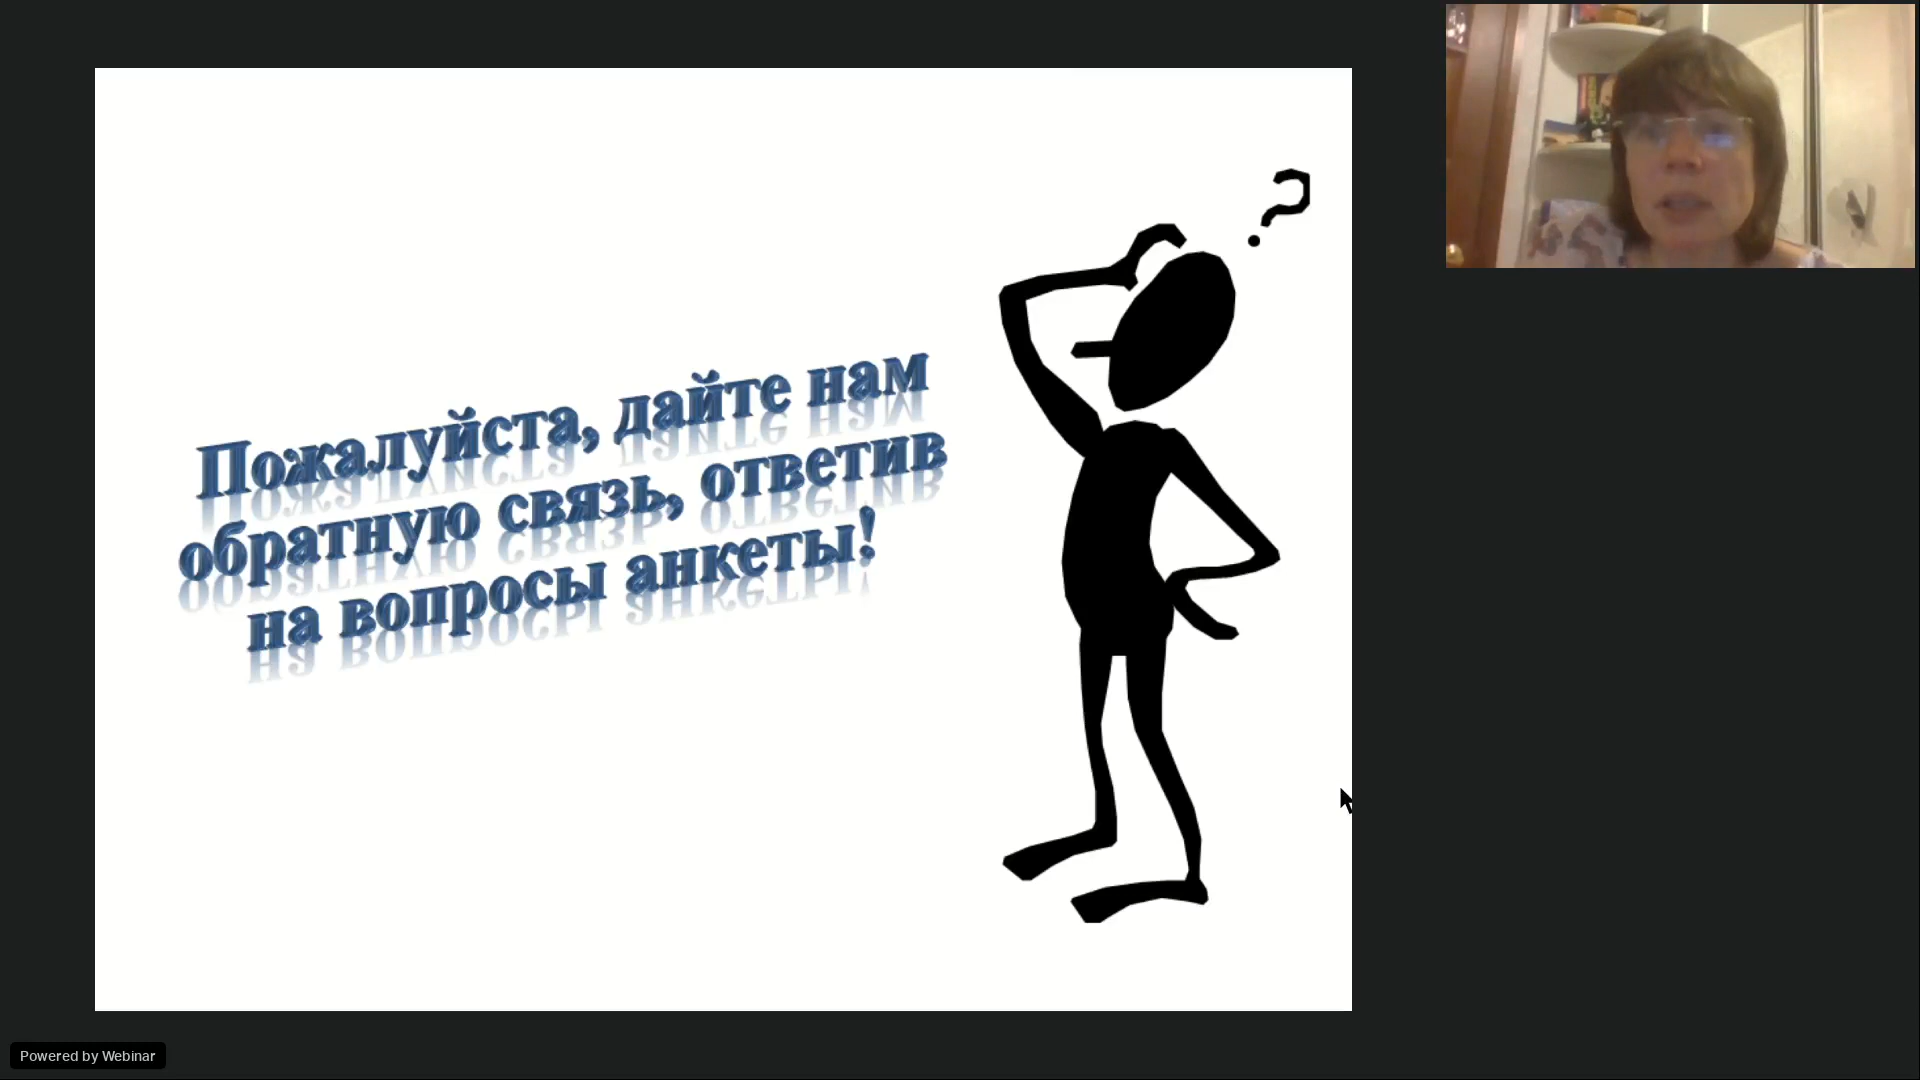 Пожалуйста, дайте нам
обратную связь, ответив
на вопросы анкеты!
?
Powered by Webinar